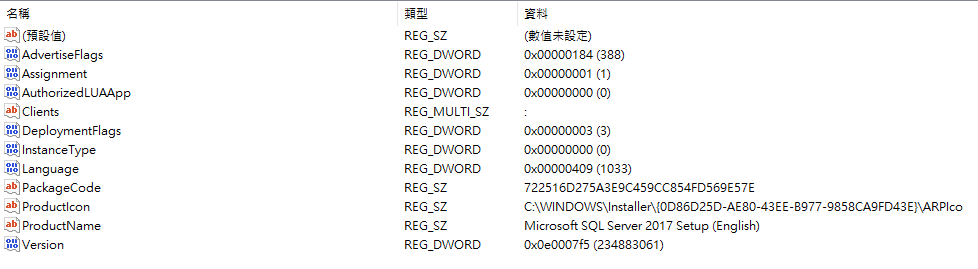 名稱 類型 資料
(預設值) REG_SZ (數值未設定)
AdvertiseFlags REG_DWORD 0x00000184 (388)
Assignment REG_DWORD 0x00000001 (1)
AuthorizedLUAApp REG_DWORD 0x00000000 (0)
Clients REG_MULTI_SZ :
DeploymentFlags REG_DWORD 0x00000003 (3)
InstanceType REG_DWORD 0x00000000 (0)
Language REG_DWORD 0x00000409 (1033)
PackageCode REG_SZ 722516D275A3E9C459CC854FD569E57E
ProductIcon REG_SZ C:\WINDOWS\Installer\{0D86D25D-AE80-43EE-B977-9858CA9FD43E}\ARPIco
ProductName REG_SZ Microsoft SQL Server 2017 Setup (English)
Version REG_DWORD 0x0e0007f5 (234883061)